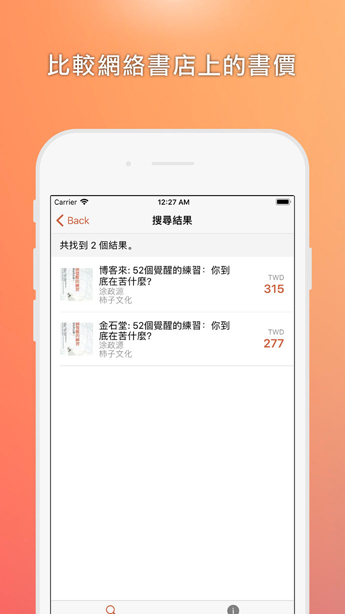 比較網絡書店上的書價
Carrier 12:27 AM
Back 搜尋結果
共找到 2 個結果。
博客來: 52個覺醒的練習：你到
底在苦什麼?
涂政源
柿子文化
TWD
315
金石堂: 52個覺醒的練習：你到
底在苦什麼?
涂政源
柿子文化
TWD
277